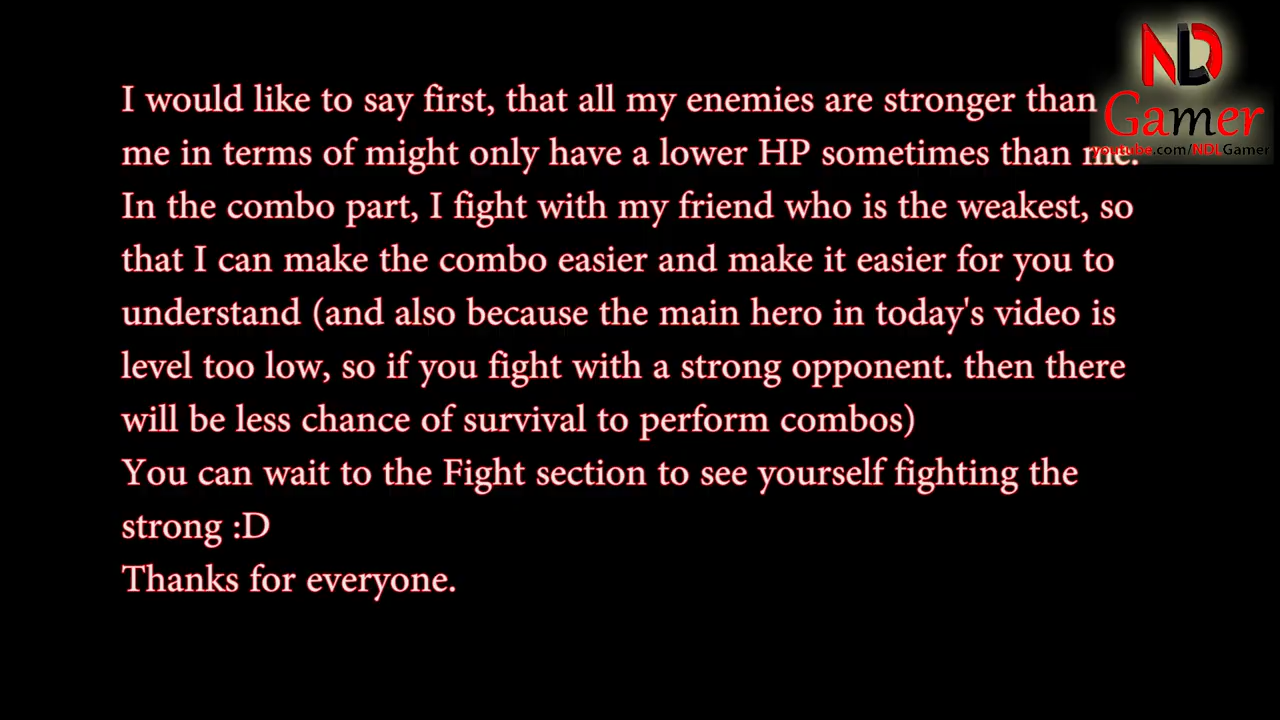 I would like to say first, that all my enemies are stronger than
me in terms of might only have a lower HP sometimes than me.
In the combo part, I fight with my friend who is the weakest, so
that I can make the combo easier and make it easier for you to
understand (and also because the main hero in today's video is
level too low, so if you fight with a strong opponent. then there
will be less chance of survival to perform combos)
You can wait to the Fight section to see yourself fighting the
strong :D
Thanks for everyone.
NLD
Gamer
youtube.com/NDLGamer